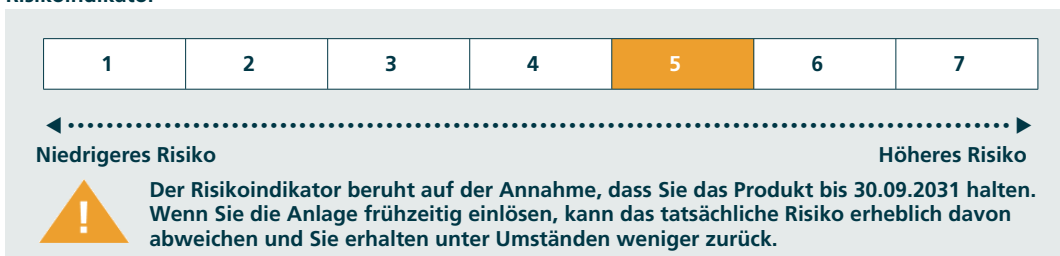 Risikoindikator
1 2 3 4 5 6 7
Niedrigeres Risiko Höheres Risiko
Der Risikoindikator beruht auf der Annahme, dass Sie das Produkt bis 30.09.2031 halten.
! Wenn Sie die Anlage frühzeitig einlösen, kann das tatsächliche Risiko erheblich davon
abweichen und Sie erhalten unter Umständen weniger zurück.